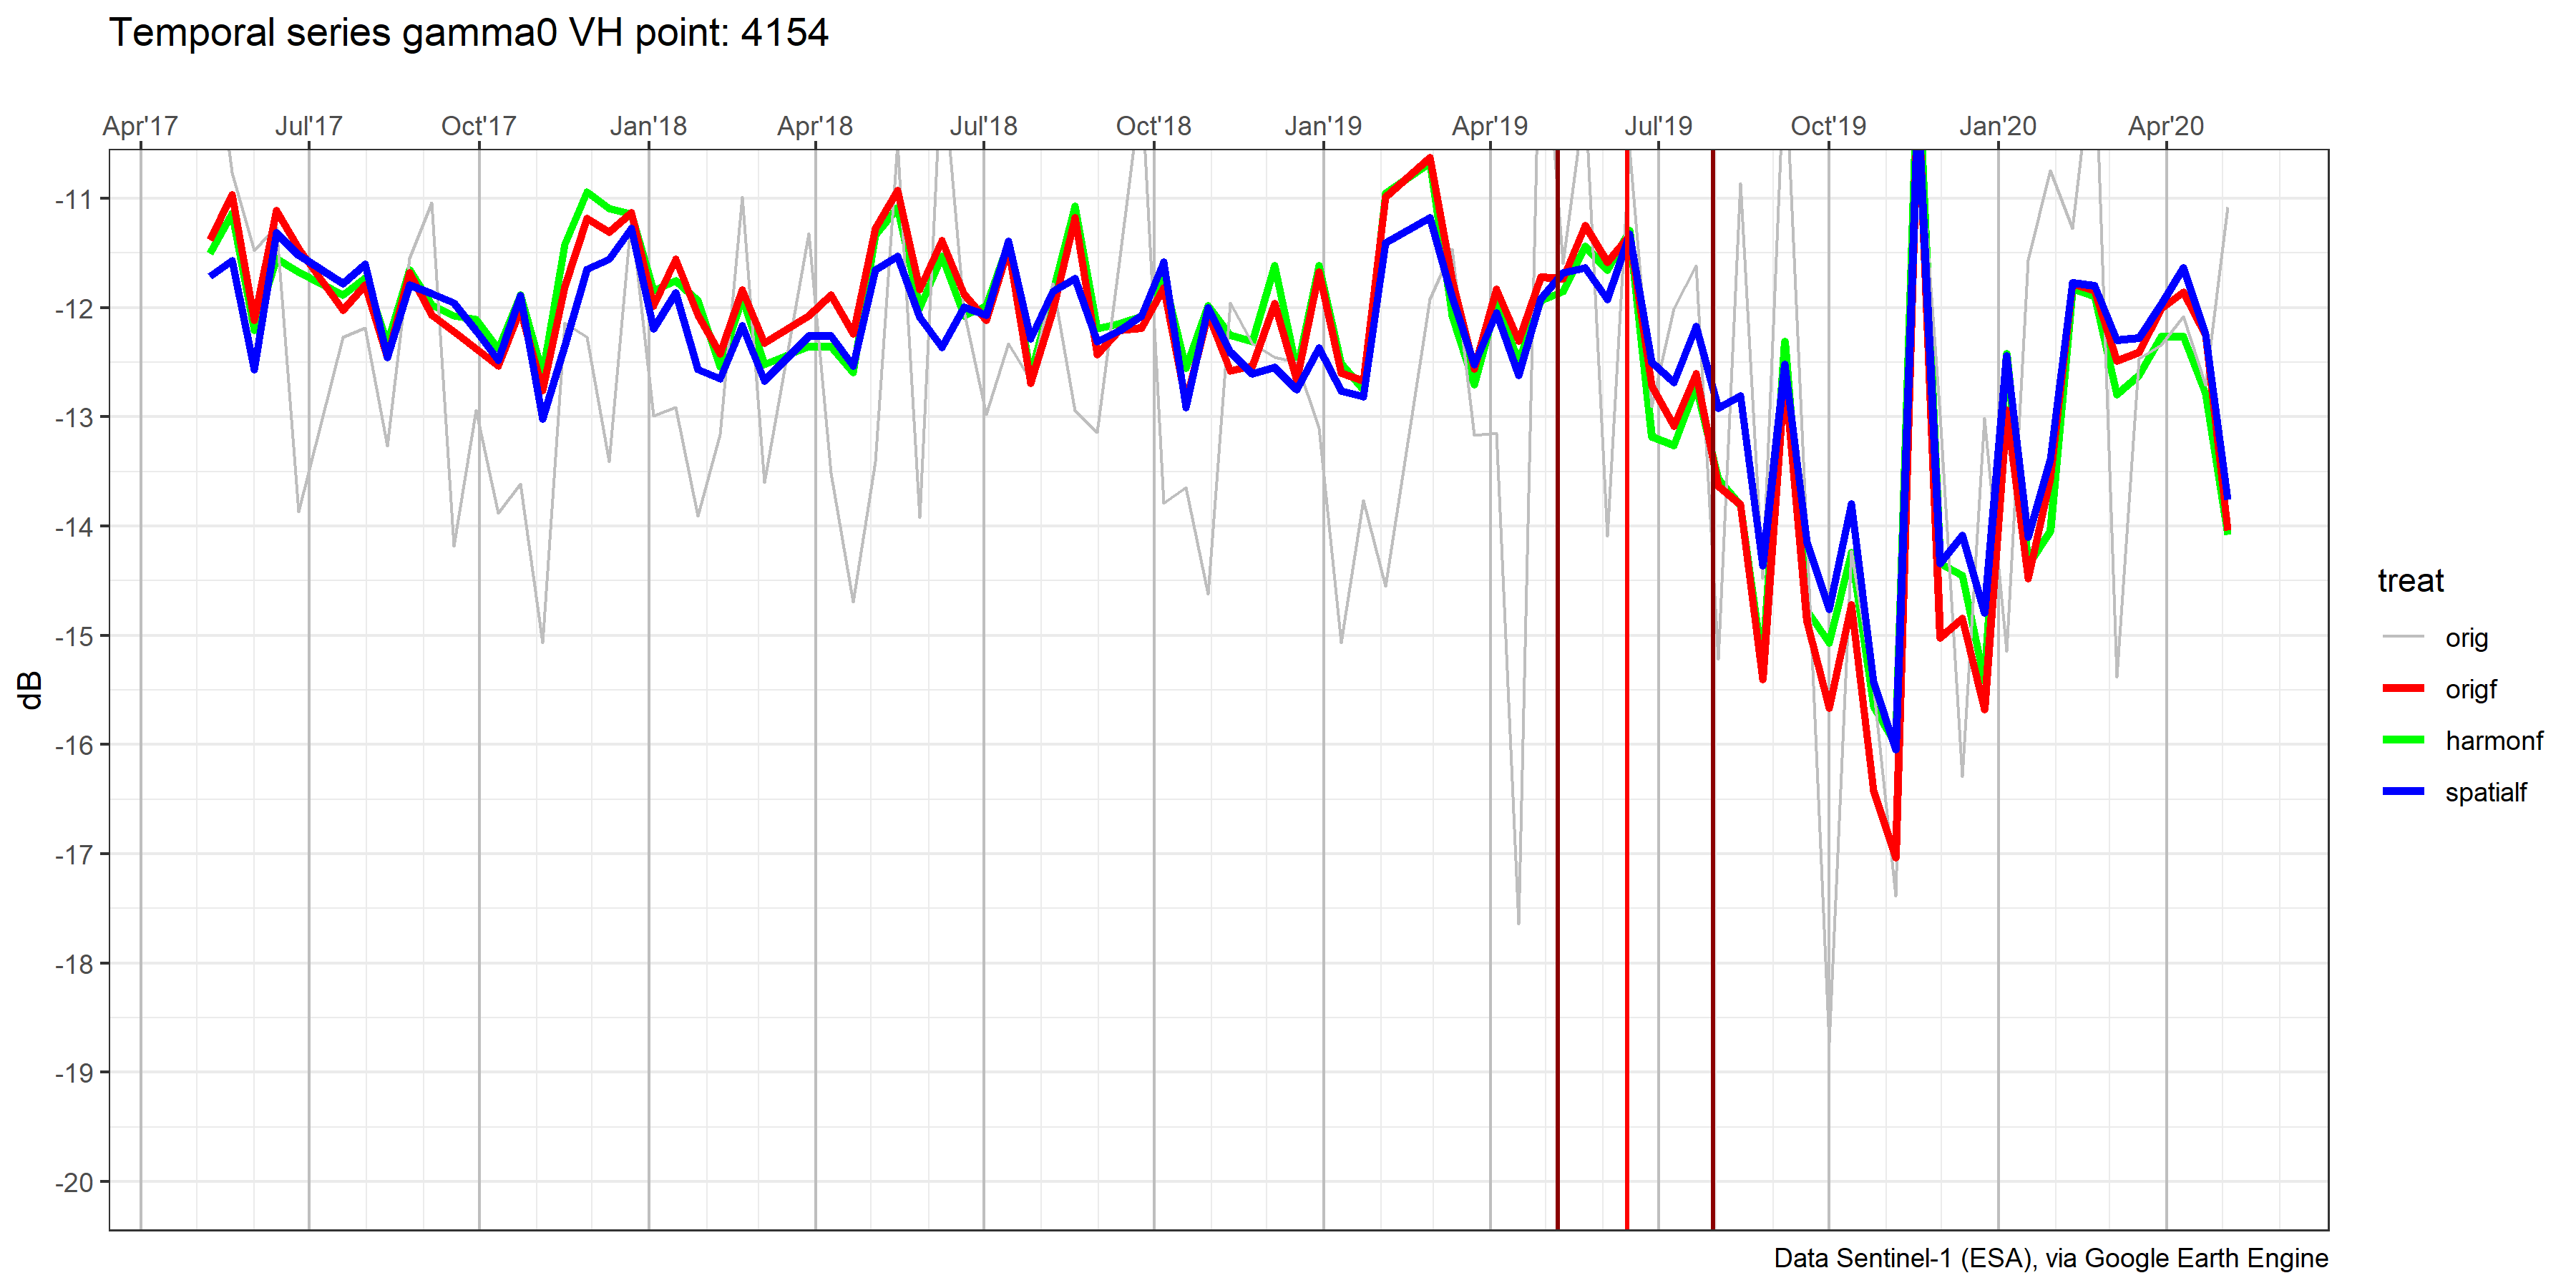 Temporal series gamma0 VH point: 4154
Apr'17 Jul'17 Oct'17 Jan'18 Apr'18 Jul'18 Oct'18 Jan'19 Apr'19 Jul'19 Oct'19 Jan'20 Apr'20
-11
-12
-13
-14
-15
-16
-17
-18
-19
-20
dB
treat
orig
origf
harmonf
spatialf
Data Sentinel-1 (ESA), via Google Earth Engine